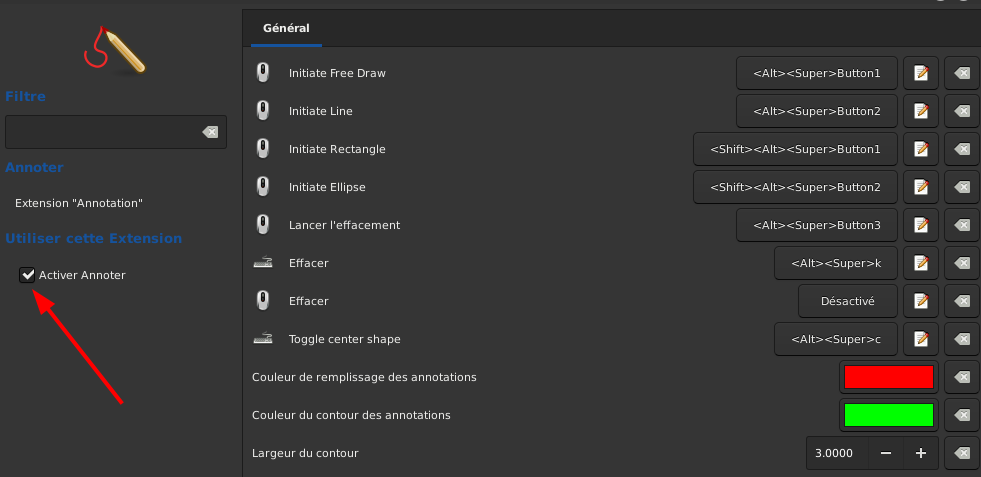 Général
Filtre
Annoter
Extension "Annotation"
Utiliser cette Extension
Activer Annoter
Initiate Free Draw <Alt><Super>Button1
Initiate Line <Alt><Super>Button2
Initiate Rectangle <Shift><Alt><Super>Button1
Initiate Ellipse <Shift><Alt><Super>Button2
Lancer l'effacement <Alt><Super>Button3
Effacer <Alt><Super>k
Effacer Désactivé
Toggle center shape <Alt><Super>c
Couleur de remplissage des annotations
Couleur du contour des annotations
Largeur du contour 3.0000 − +